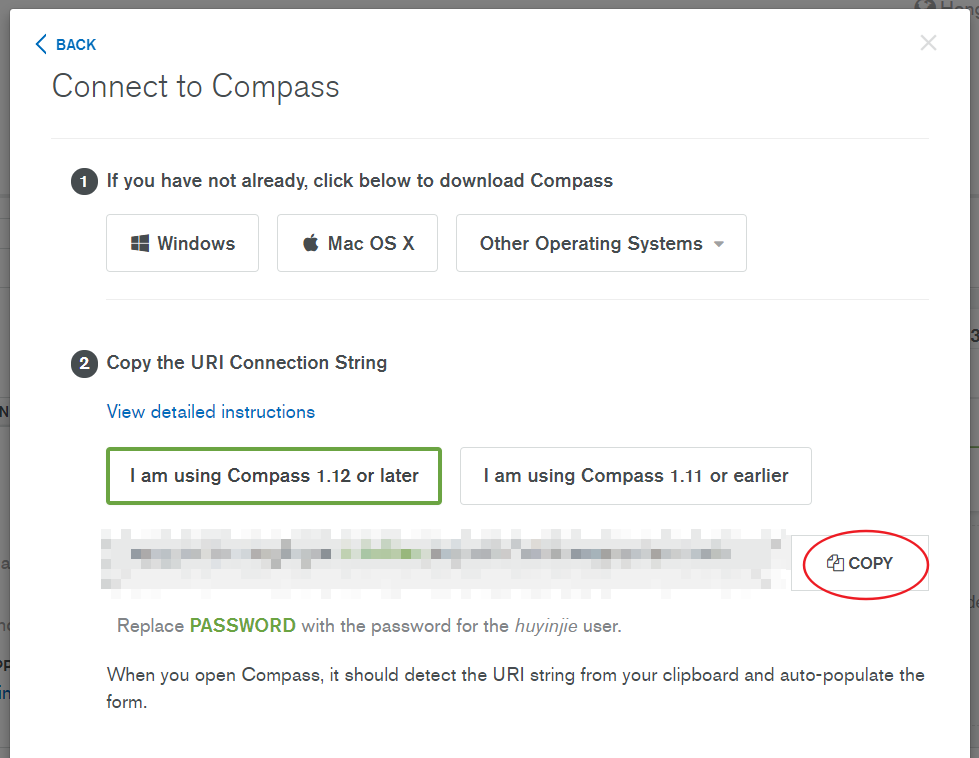 BACK
Connect to Compass
1 If you have not already, click below to download Compass
Windows
Mac OS X
Other Operating Systems
2 Copy the URI Connection String
View detailed instructions
I am using Compass 1.12 or later
I am using Compass 1.11 or earlier
COPY
Replace PASSWORD with the password for the huyinjie user.
When you open Compass, it should detect the URI string from your clipboard and auto-populate the
form.